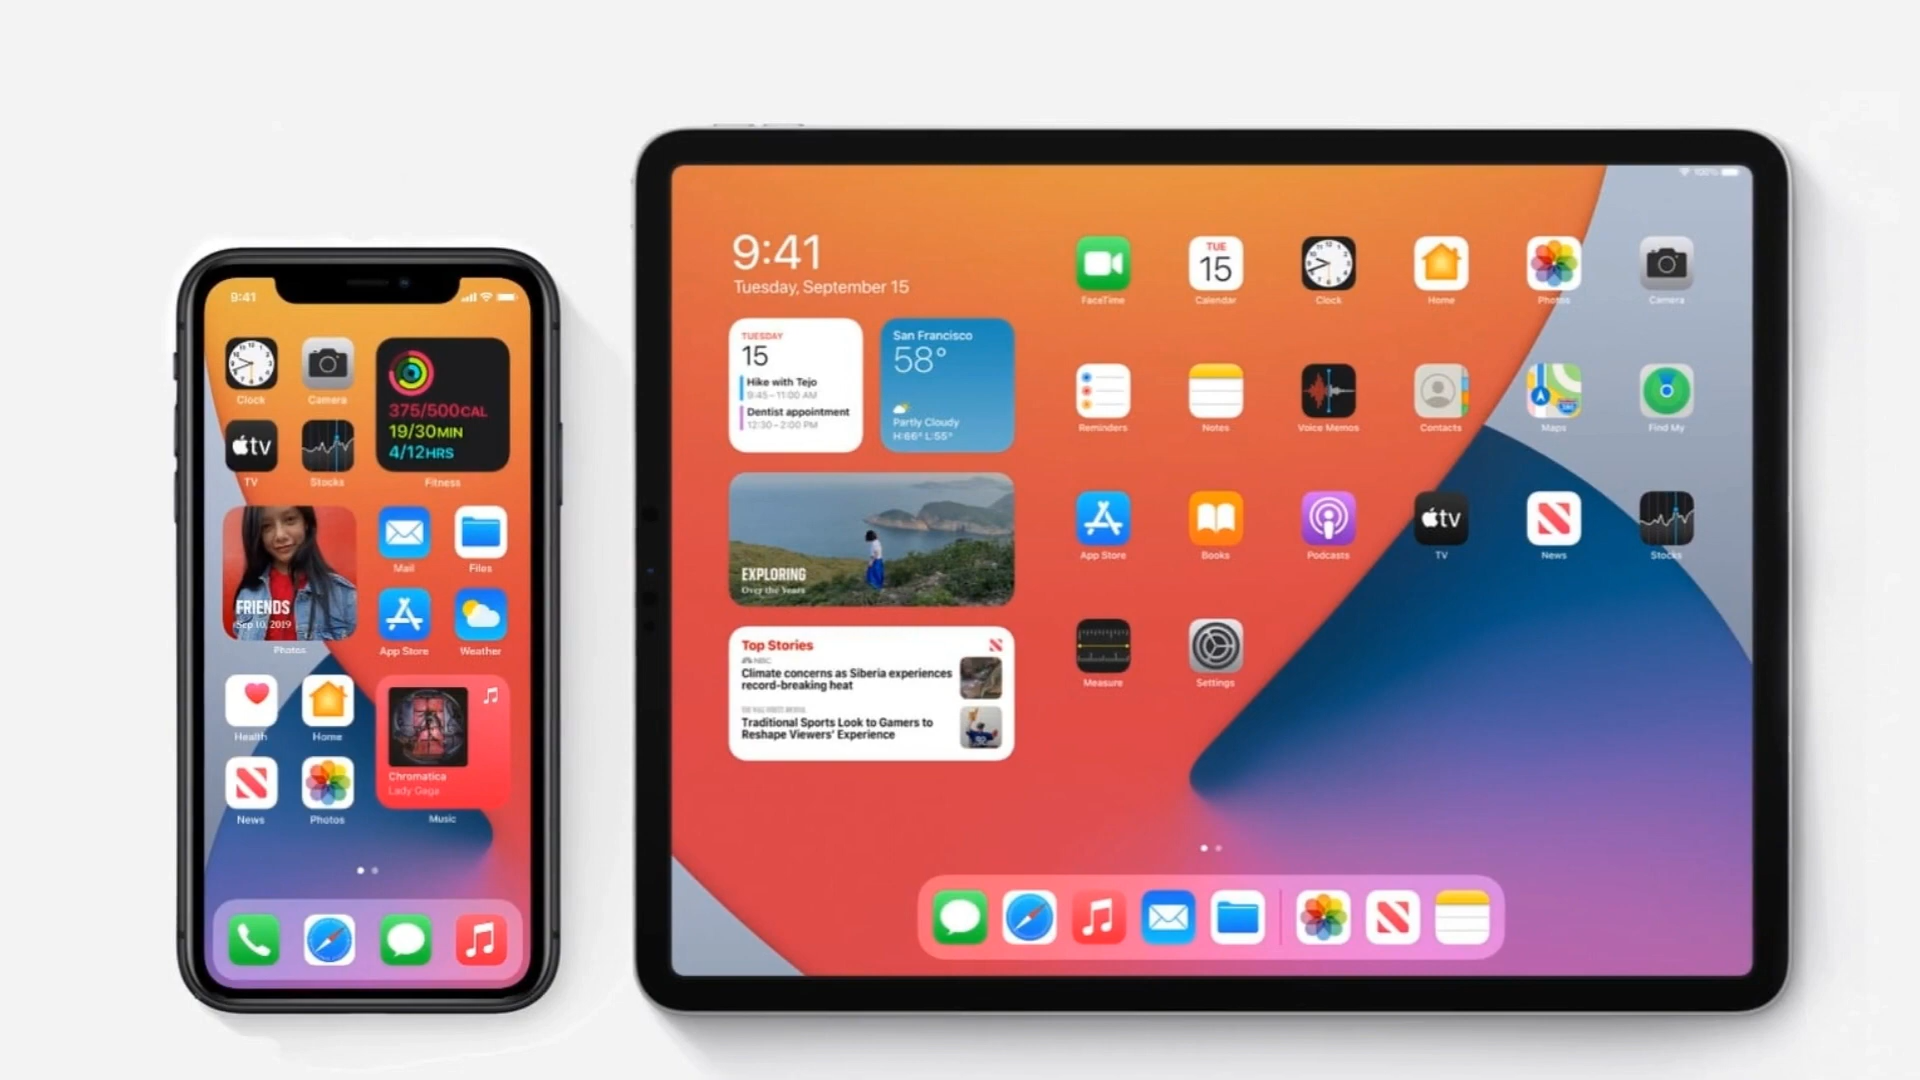 9:41
Clock
Camera
375/500CAL
19/30MIN
4/12HRS
tv
TV
Stocks
Fitness
FRIENDS
Sep 10, 2019
Photos
Mail
Files
App Store
Weather
Health
Home
Chromatica
Lady Gaga
News
Photos
Music
100%
9:41
Tuesday, September 15
TUESDAY
15
Hike with Tejo
9:45–11:00 AM
Dentist appointment
12:30–2:00 PM
San Francisco
58°
Partly Cloudy
H:66° L:55°
EXPLORING
Over the Years
Top Stories
NBC
Climate concerns as Siberia experiences
record-breaking heat
Traditional Sports Look to Gamers to
Reshape Viewers' Experience
TUE
15
FaceTime
Calendar
Clock
Home
Photos
Camera
Reminders
Notes
Voice Memos
Contacts
280
Maps
Find My
tv
App Store
Books
Podcasts
TV
News
Stocks
Measure
Settings